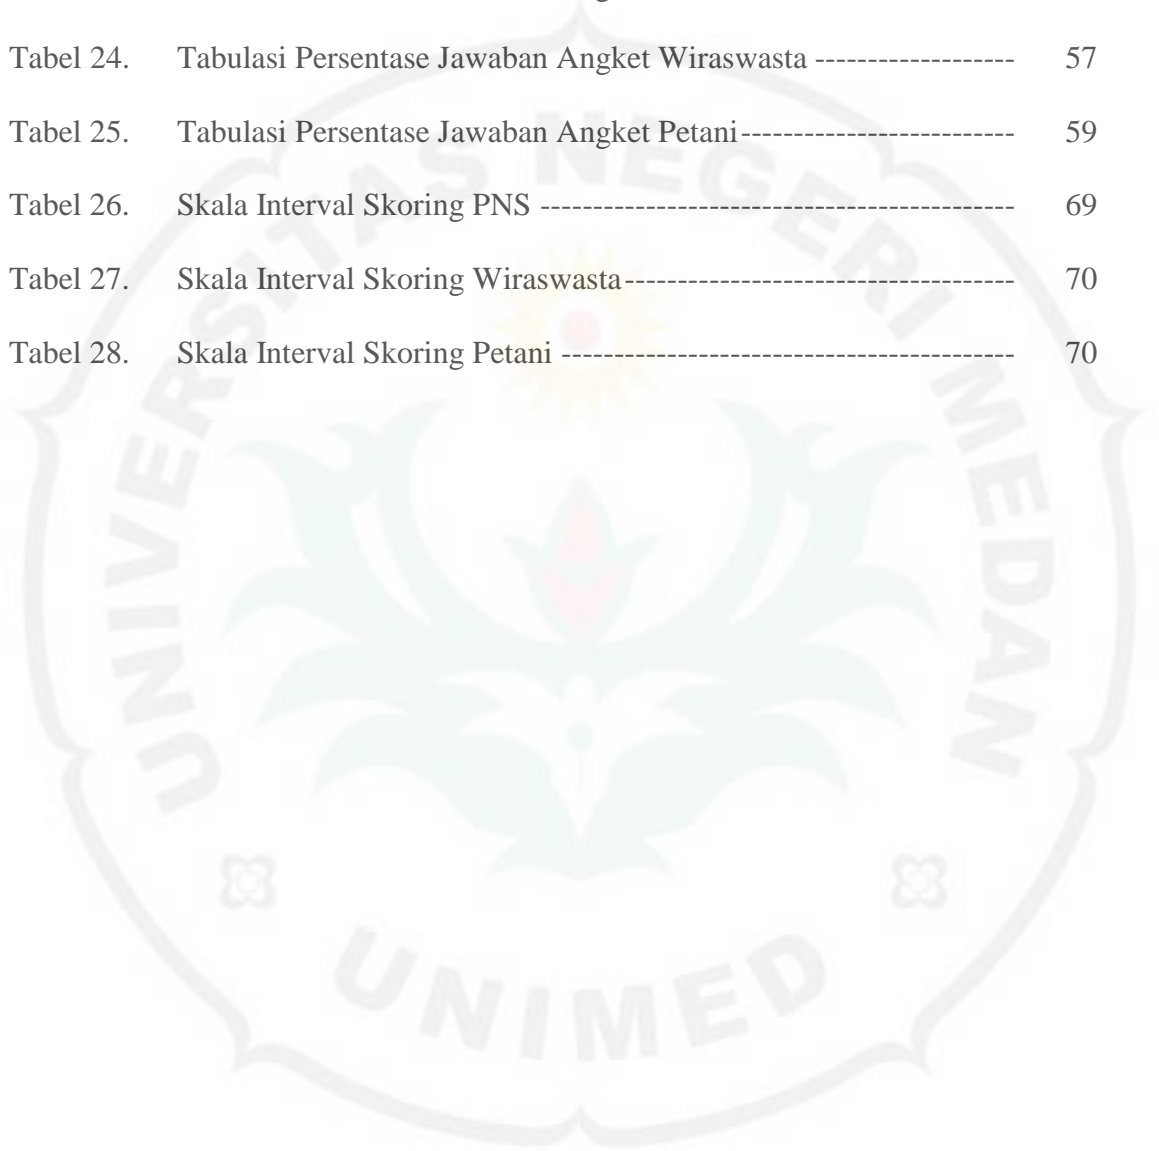 Tabel 24. Tabulasi Persentase Jawaban Angket Wiraswasta ------------------- 57
Tabel 25. Tabulasi Persentase Jawaban Angket Petani-------------------------- 59
Tabel 26. Skala Interval Skoring PNS --------------------------------------------- 69
Tabel 27. Skala Interval Skoring Wiraswasta------------------------------------- 70
Tabel 28. Skala Interval Skoring Petani ------------------------------------------- 70
UNIVERSITAS NEGERI MEDAN
UNIMED